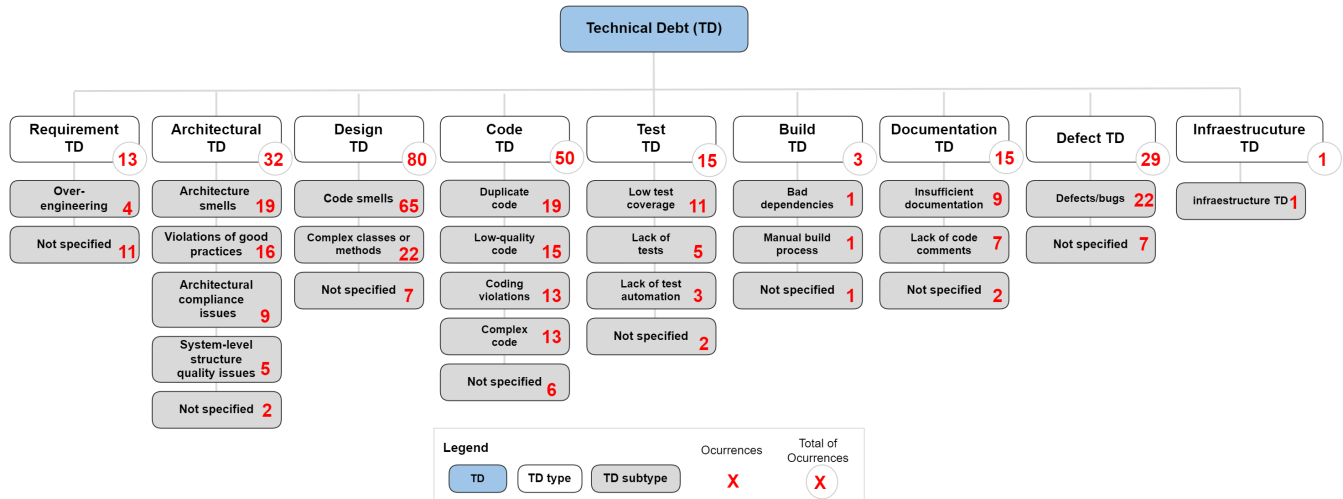 Technical Debt (TD)
Requirement
TD
13
Over-
engineering
4
Not specified
11
Architectural
TD
32
Architecture
smells
19
Violations of good
practices
16
Architectural
compliance
issues
9
System-level
structure
quality issues
5
Not specified
2
Design
TD
80
Code smells
65
Complex classes or
methods
22
Not specified
7
Code
TD
50
Duplicate
code
19
Low-quality
code
15
Coding
violations
13
Complex
code
13
Not specified
6
Test
TD
15
Low test
coverage
11
Lack of
tests
5
Lack of test
automation
3
Not specified
2
Build
TD
3
Bad
dependencies
1
Manual build
process
1
Not specified
1
Documentation
TD
15
Insufficient
documentation
9
Lack of code
comments
7
Not specified
2
Defect TD
29
Defects/bugs
22
Not specified
7
Infraestrucuture
TD
1
infraestructure TD
1
Legend
TD
TD type
TD subtype
Ocurrences
X
Total of
Ocurrences
X